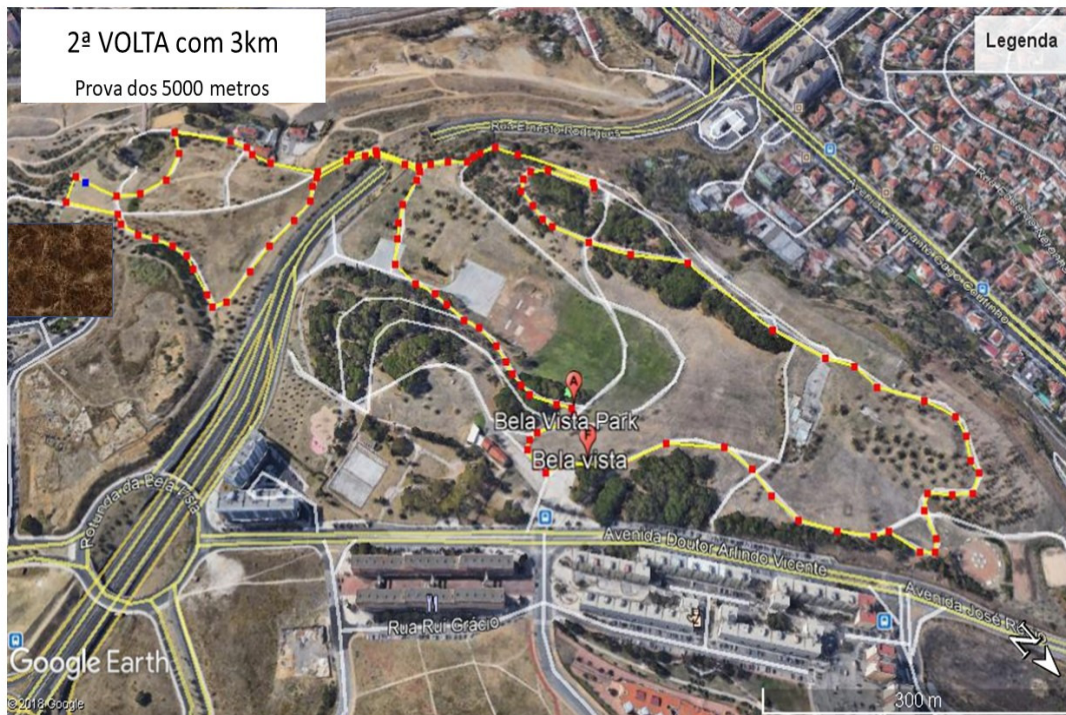 2ª VOLTA com 3km
Prova dos 5000 metros
Legenda
Rua Ernesto Rodrigues
A
Bela Vista Park
F
Bela vista
Rotunda da Bela Vista
Avenida Doutor Arlindo Vicente
Avenida José
Rua Rui Grácio
N
Google Earth
© 2018 Google
300 m